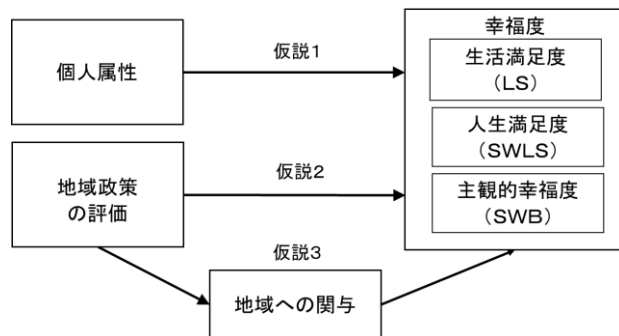 幸福度
仮説1
個人属性
生活満足度
（LS）
人生満足度
（SWLS）
仮説2
地域政策
の評価
主観的幸福度
（SWB）
仮説3
地域への関与